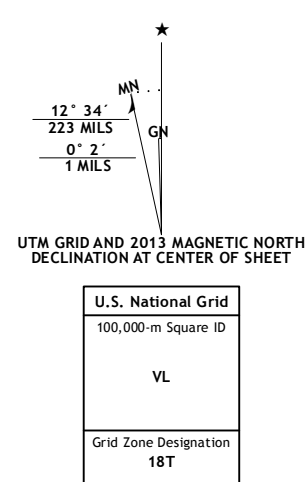 ★
MN
12° 34´
223 MILS
GN
0° 2´
1 MILS
UTM GRID AND 2013 MAGNETIC NORTH
DECLINATION AT CENTER OF SHEET
U.S. National Grid
100,000-m Square ID
VL
Grid Zone Designation
18T